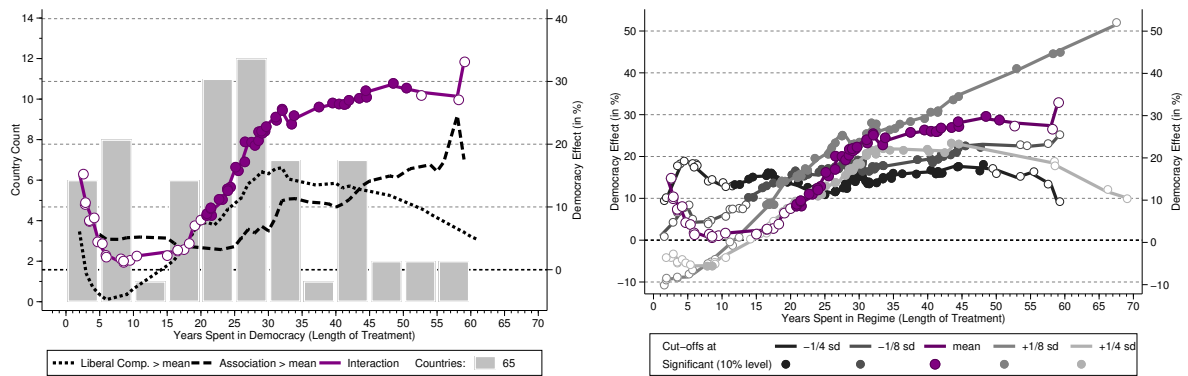 14
12
10
8
6
4
2
0
Country Count
40
30
20
10
0
Democracy Effect (in %)
0 5 10 15 20 25 30 35 40 45 50 55 60 65 70
Years Spent in Democracy (Length of Treatment)
Liberal Comp. > mean Association > mean Interaction Countries: 65
50
40
30
20
10
0
−10
Democracy Effect (in %)
50
40
30
20
10
0
−10
Democracy Effect (in %)
0 5 10 15 20 25 30 35 40 45 50 55 60 65 70
Years Spent in Regime (Length of Treatment)
Cut−offs at −1/4 sd −1/8 sd mean +1/8 sd +1/4 sd
Significant (10% level)